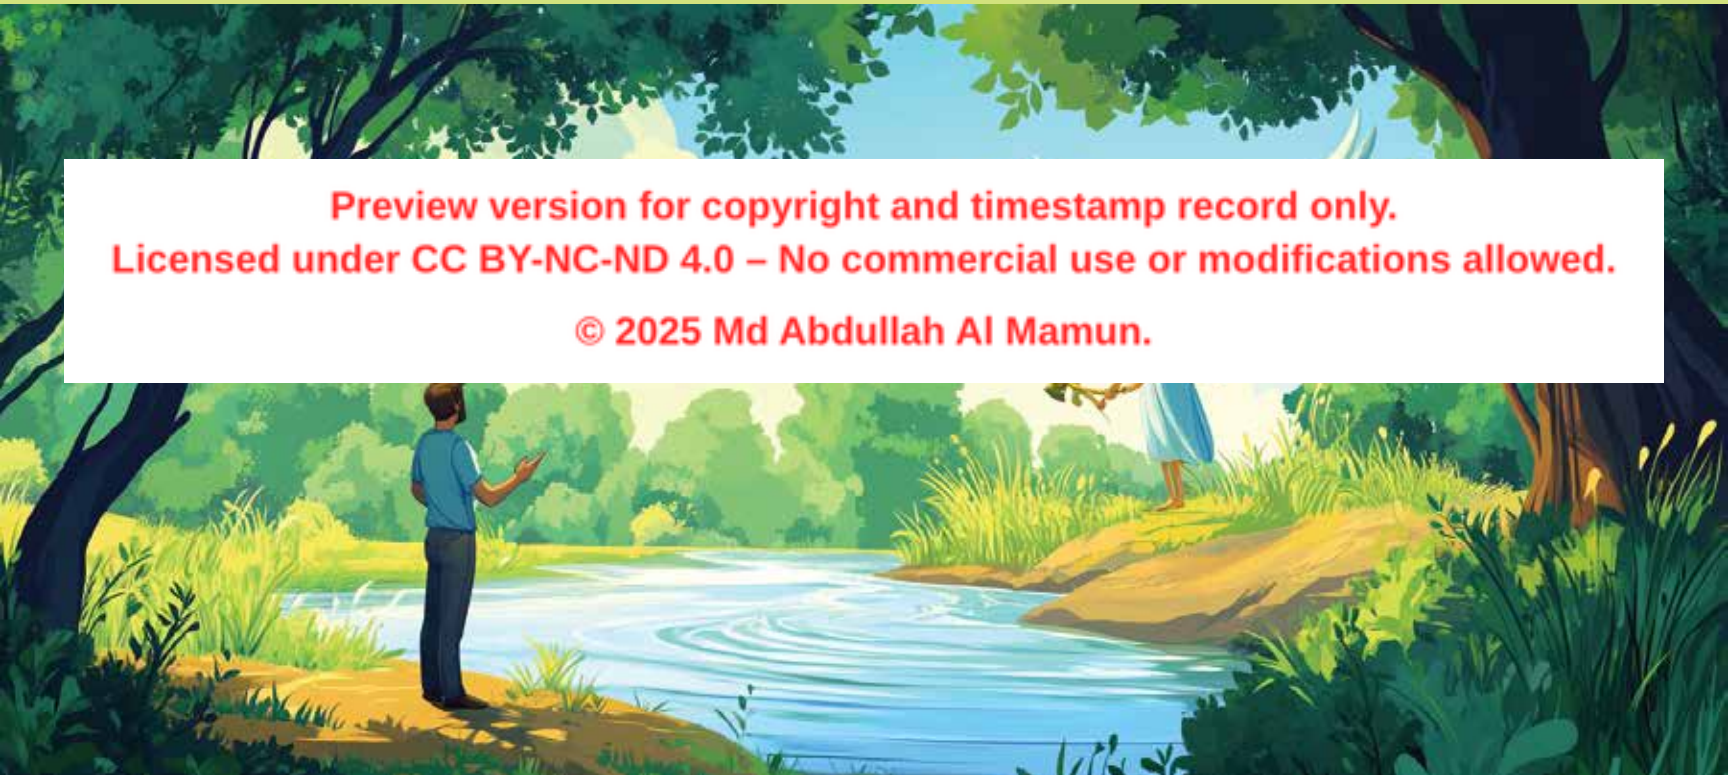 Preview version for copyright and timestamp record only.
Licensed under CC BY-NC-ND 4.0 – No commercial use or modifications allowed.
© 2025 Md Abdullah Al Mamun.